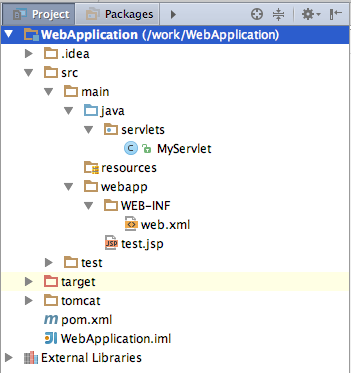 Project Packages
WebApplication (/work/WebApplication)
.idea
src
main
java
servlets
C MyServlet
resources
webapp
WEB-INF
web.xml
JSP test.jsp
test
target
tomcat
m pom.xml
WebApplication.iml
External Libraries